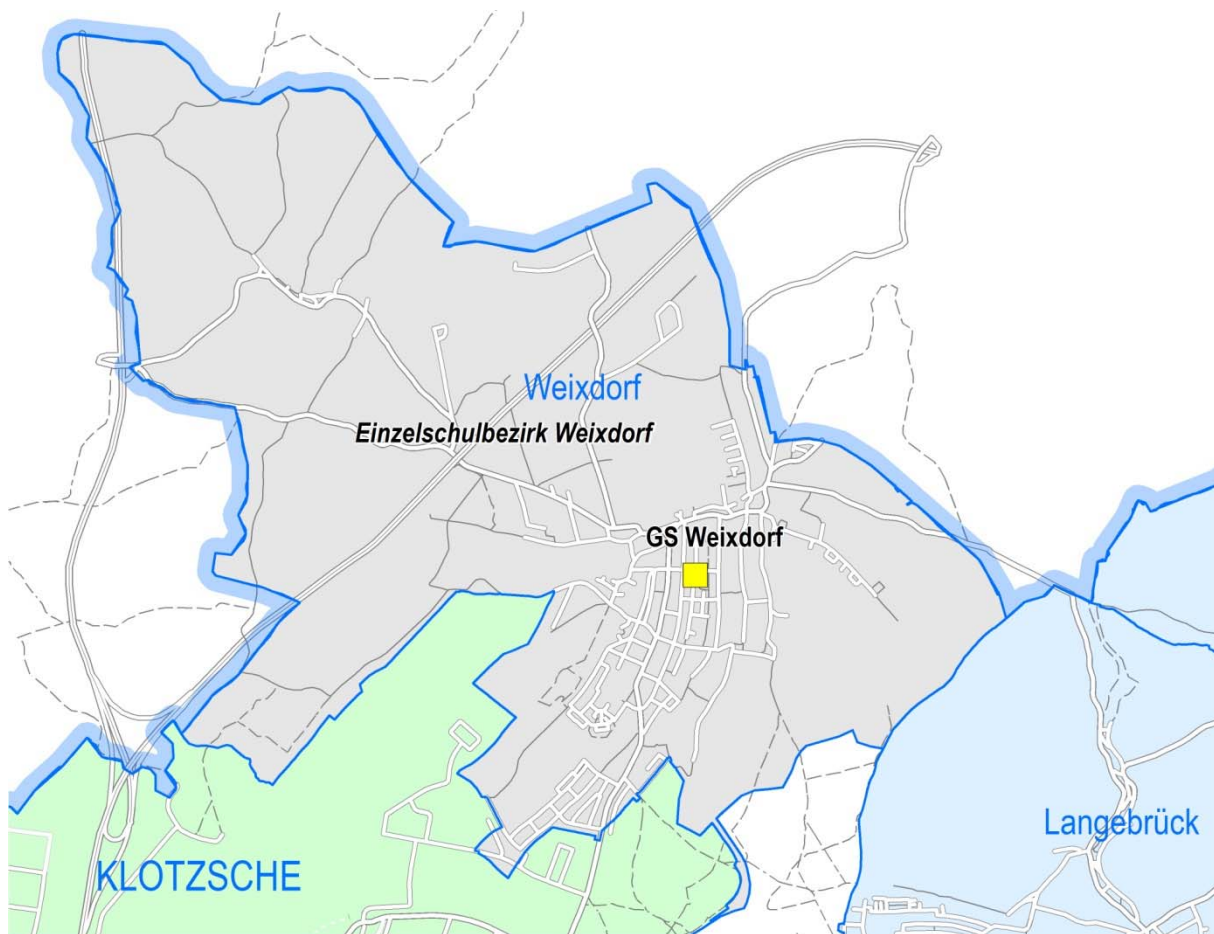 Weixdorf
Einzelschulbezirk Weixdorf
GS Weixdorf
Langebrück
KLOTZSCHE